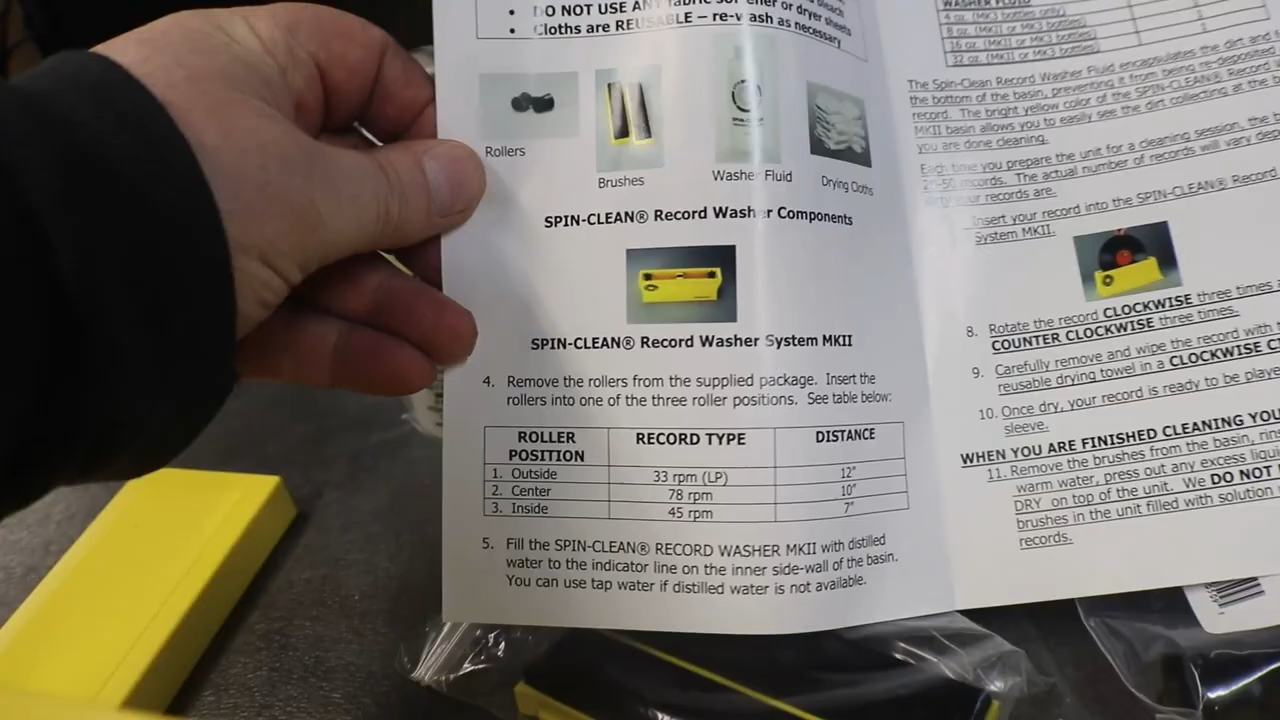 DO NOT USE ANY fabric softener or dryer sheets
Cloths are REUSABLE – re-wash as necessary
Rollers
Brushes
Washer Fluid
Drying Cloths
SPIN-CLEAN® Record Washer Components
SPIN-CLEAN® Record Washer System MKII
4. Remove the rollers from the supplied package. Insert the
rollers into one of the three roller positions. See table below:
ROLLER POSITION RECORD TYPE DISTANCE
1. Outside 33 rpm (LP) 12"
2. Center 78 rpm 10"
3. Inside 45 rpm 7"
5. Fill the SPIN-CLEAN® RECORD WASHER MKII with distilled
water to the indicator line on the inner side-wall of the basin.
You can use tap water if distilled water is not available.
WASHER FLUID
4 oz. (MK3 bottles only)
8 oz. (MKII or MK3 bottles)
16 oz. (MKII or MK3 bottles)
32 oz. (MKII or MK3 bottles)
The Spin-Clean Record Washer Fluid encapsulates the dirt and
the bottom of the basin, preventing it from being re-deposited
record. The bright yellow color of the SPIN-CLEAN® Record
MKII basin allows you to easily see the dirt collecting at the
you are done cleaning.
Each time you prepare the unit for a cleaning session, the
records. The actual number of records will vary
your records are.
Insert your record into the SPIN-CLEAN® Record
System MKII.
8. Rotate the record CLOCKWISE three times
COUNTER CLOCKWISE three times.
9. Carefully remove and wipe the record with
reusable drying towel in a CLOCKWISE
10. Once dry, your record is ready to be
sleeve.
WHEN YOU ARE FINISHED CLEANING
11. Remove the brushes from the basin,
warm water, press out any excess
DRY on top of the unit. We DO NOT
brushes in the unit filled with solution
records.